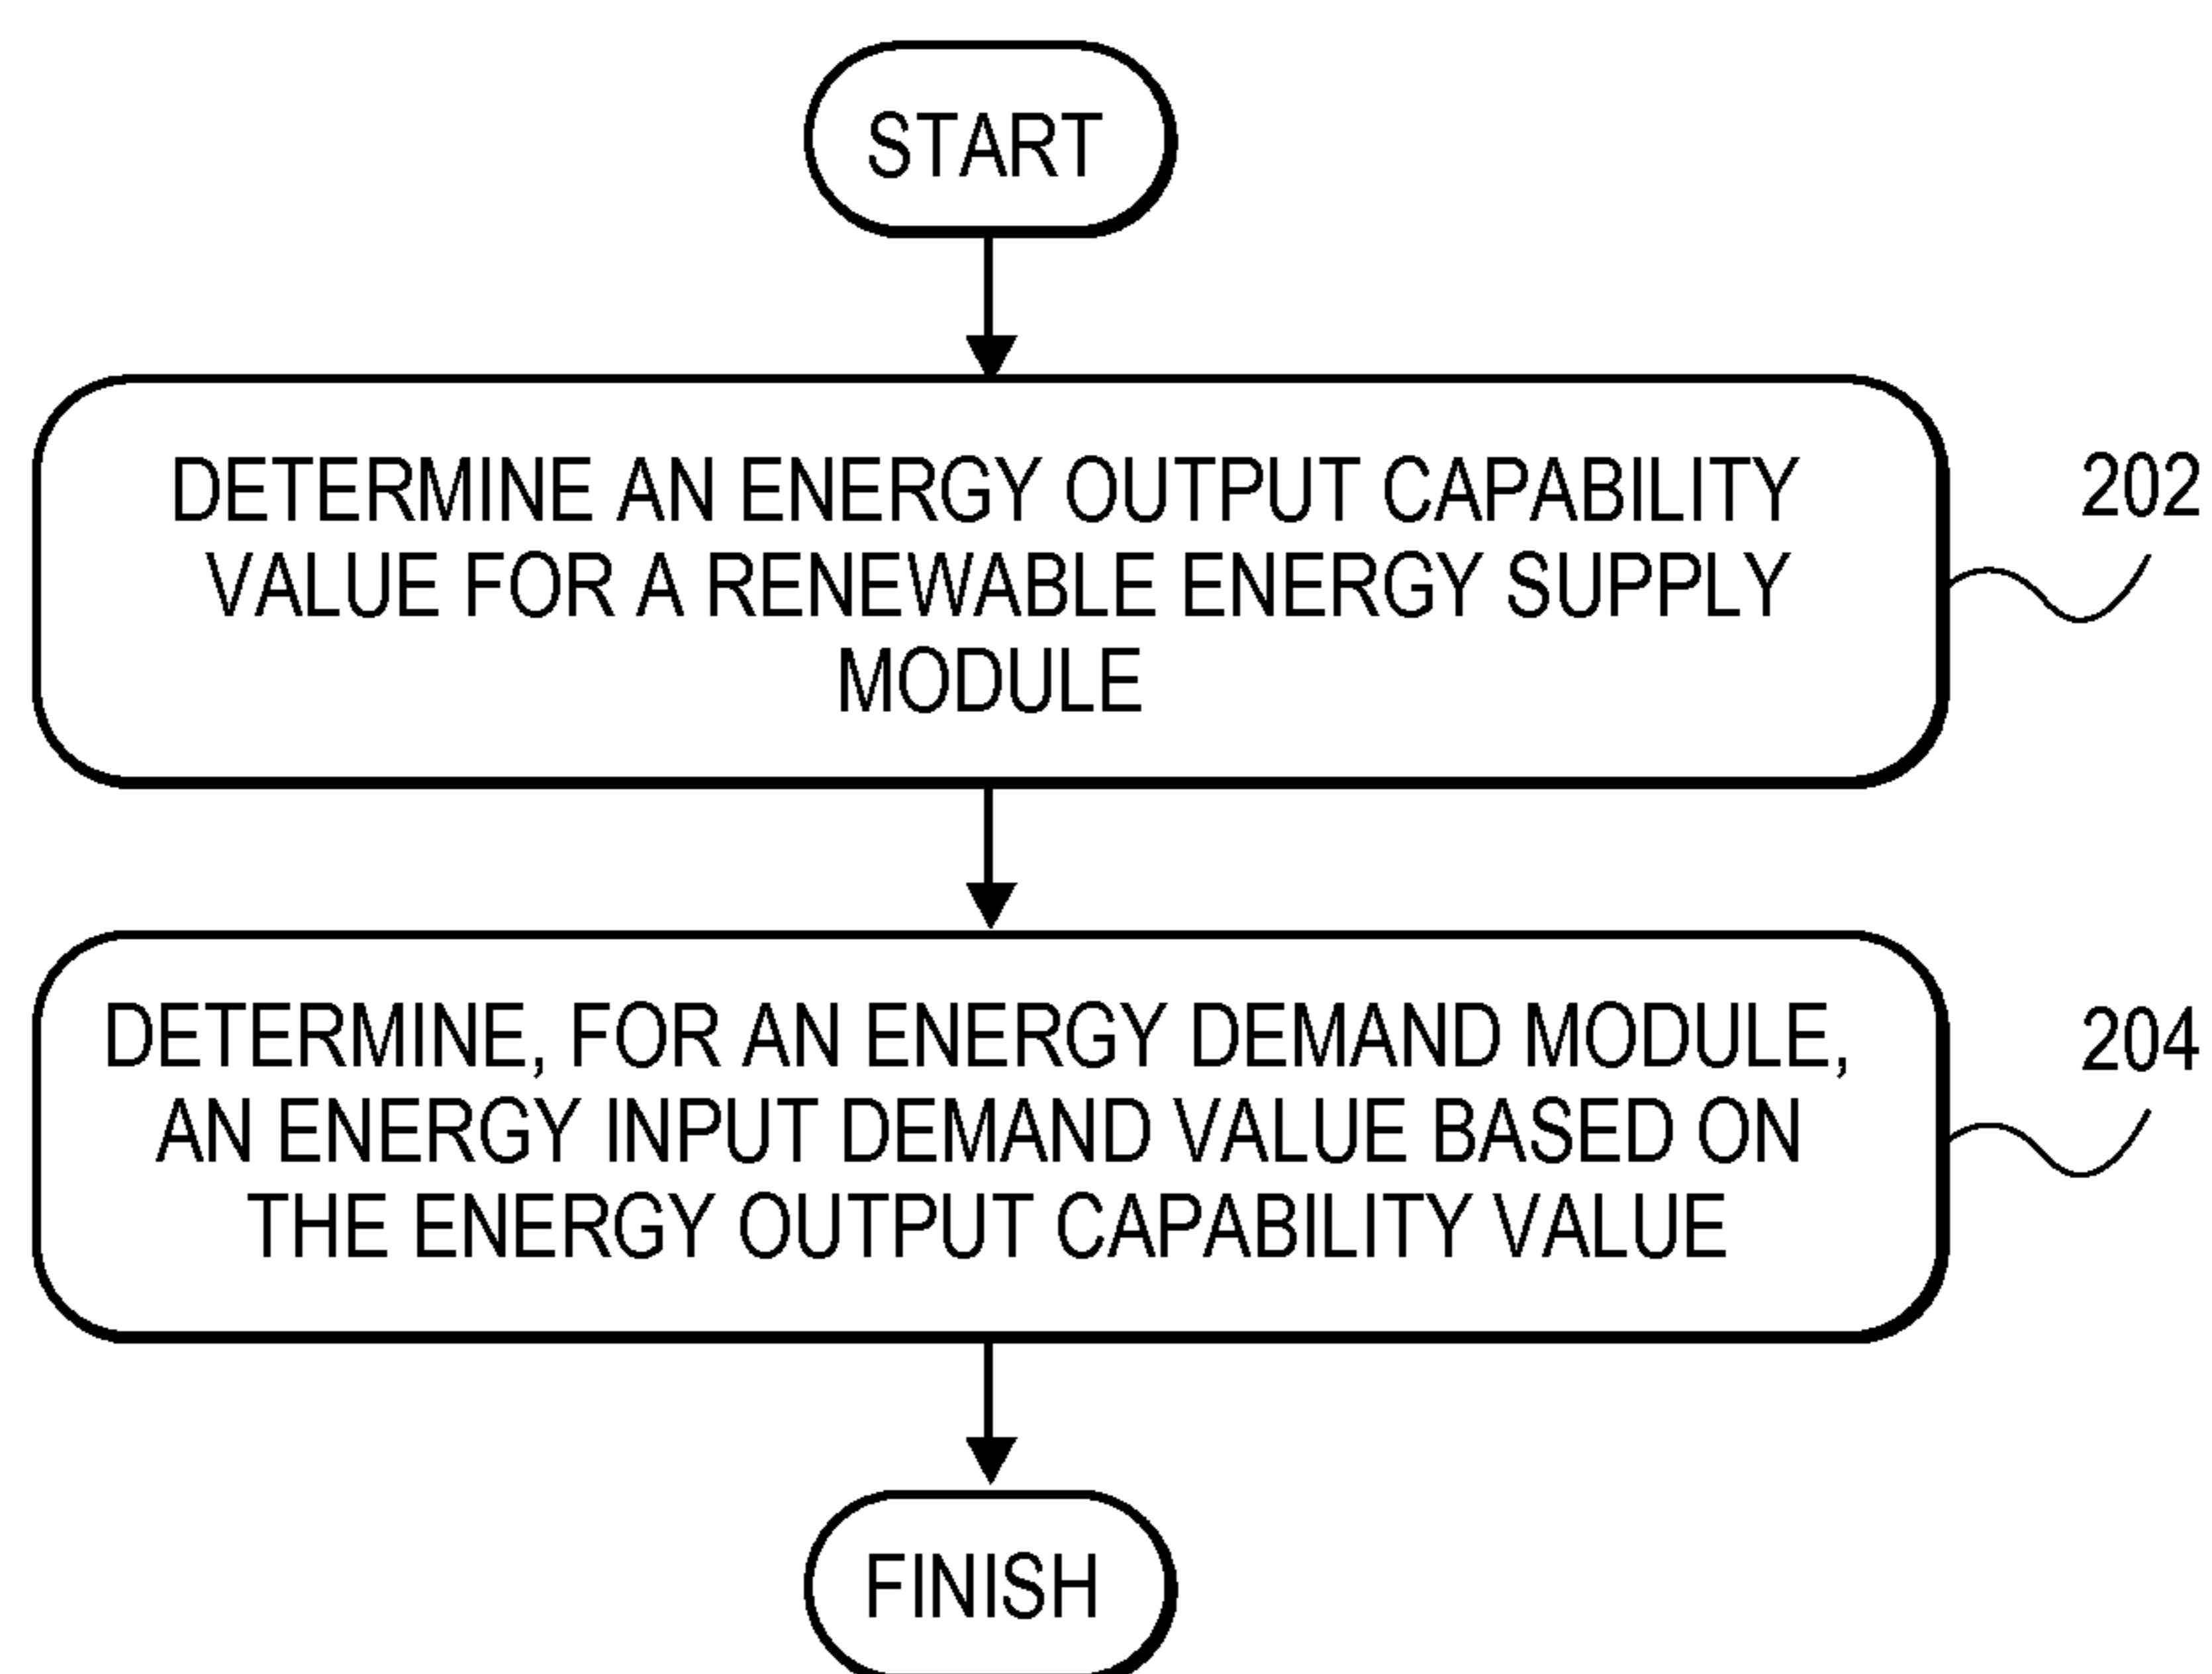 START
DETERMINE AN ENERGY OUTPUT CAPABILITY
VALUE FOR A RENEWABLE ENERGY SUPPLY
MODULE
202
DETERMINE, FOR AN ENERGY DEMAND MODULE,
AN ENERGY INPUT DEMAND VALUE BASED ON
THE ENERGY OUTPUT CAPABILITY VALUE
204
FINISH